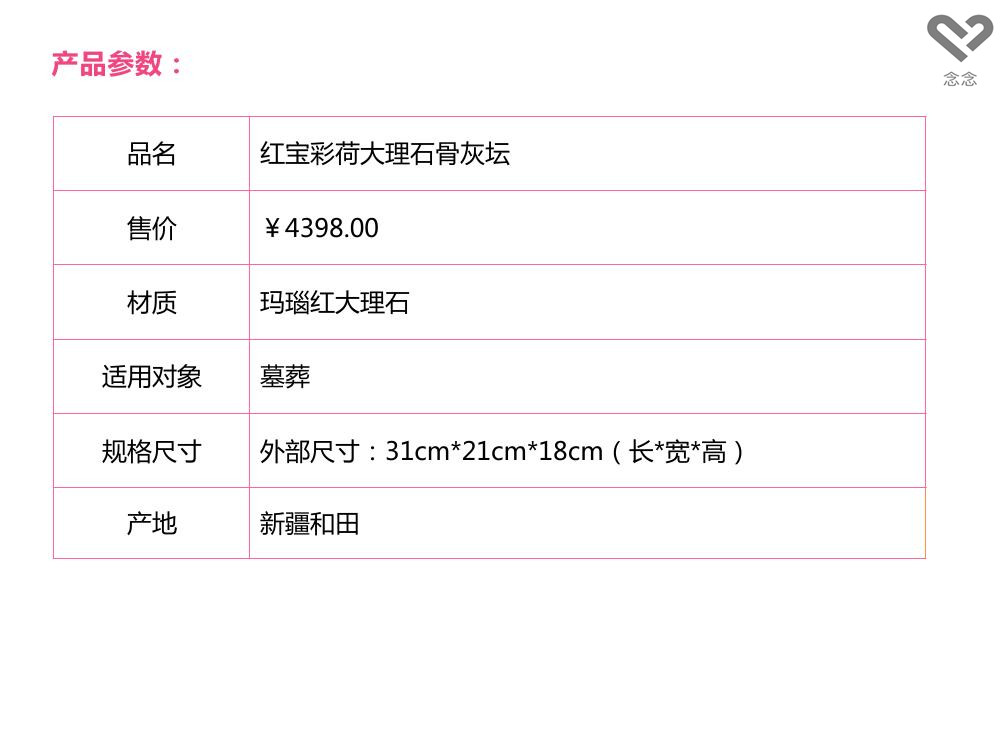 产品参数：
念念
品名 红宝彩荷大理石骨灰坛
售价 ￥4398.00
材质 玛瑙红大理石
适用对象 墓葬
规格尺寸 外部尺寸：31cm*21cm*18cm（长*宽*高）
产地 新疆和田